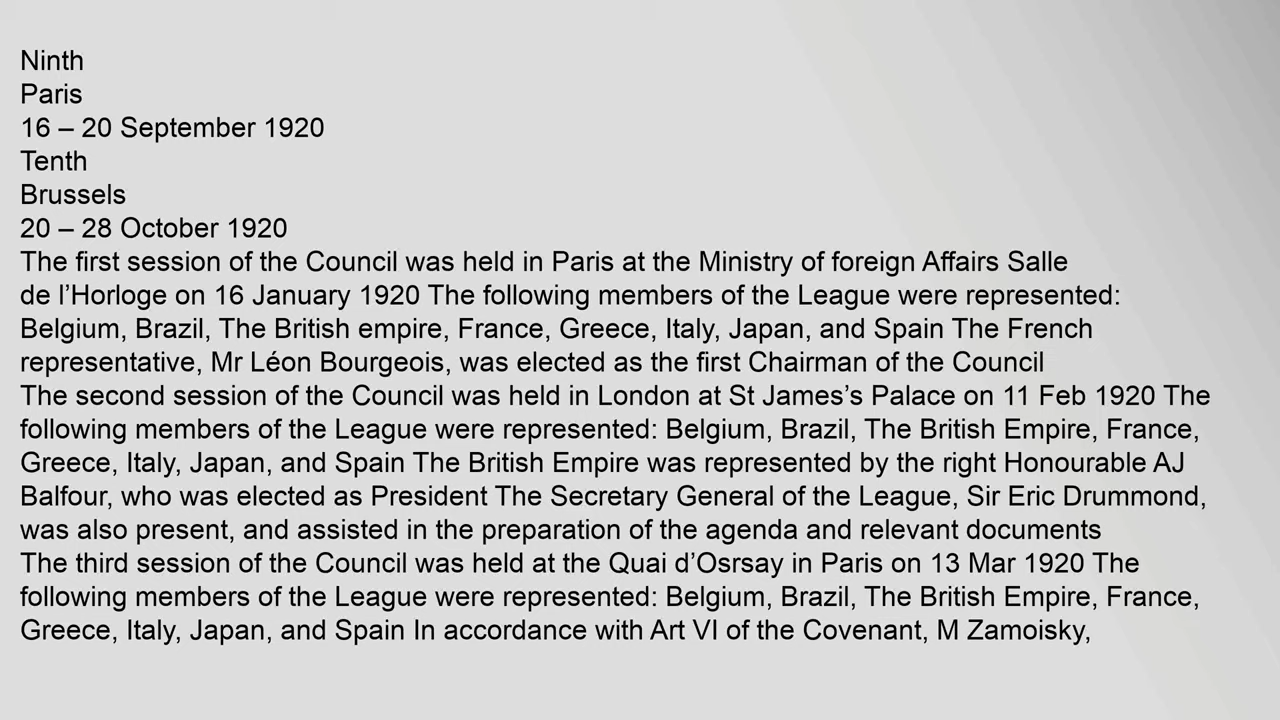 Ninth
Paris
16 – 20 September 1920
Tenth
Brussels
20 – 28 October 1920
The first session of the Council was held in Paris at the Ministry of foreign Affairs Salle
de l’Horloge on 16 January 1920 The following members of the League were represented:
Belgium, Brazil, The British empire, France, Greece, Italy, Japan, and Spain The French
representative, Mr Léon Bourgeois, was elected as the first Chairman of the Council
The second session of the Council was held in London at St James’s Palace on 11 Feb 1920 The
following members of the League were represented: Belgium, Brazil, The British Empire, France,
Greece, Italy, Japan, and Spain The British Empire was represented by the right Honourable AJ
Balfour, who was elected as President The Secretary General of the League, Sir Eric Drummond,
was also present, and assisted in the preparation of the agenda and relevant documents
The third session of the Council was held at the Quai d’Osrsay in Paris on 13 Mar 1920 The
following members of the League were represented: Belgium, Brazil, The British Empire, France,
Greece, Italy, Japan, and Spain In accordance with Art VI of the Covenant, M Zamoisky,